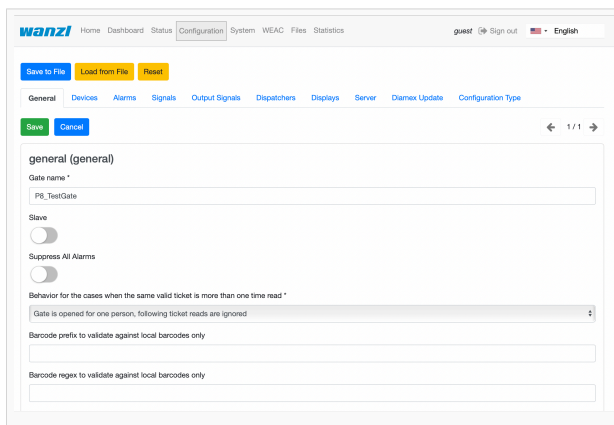 wanzl Home Dashboard Status Configuration System WEAC Files Statistics guest Sign out English
Save to File Load from File Reset
General Devices Alarms Signals Output Signals Dispatchers Displays Server Diamex Update Configuration Type
Save Cancel 1 / 1
general (general)
Gate name *
P8_TestGate
Slave
Suppress All Alarms
Behavior for the cases when the same valid ticket is more than one time read *
Gate is opened for one person, following ticket reads are ignored
Barcode prefix to validate against local barcodes only
Barcode regex to validate against local barcodes only